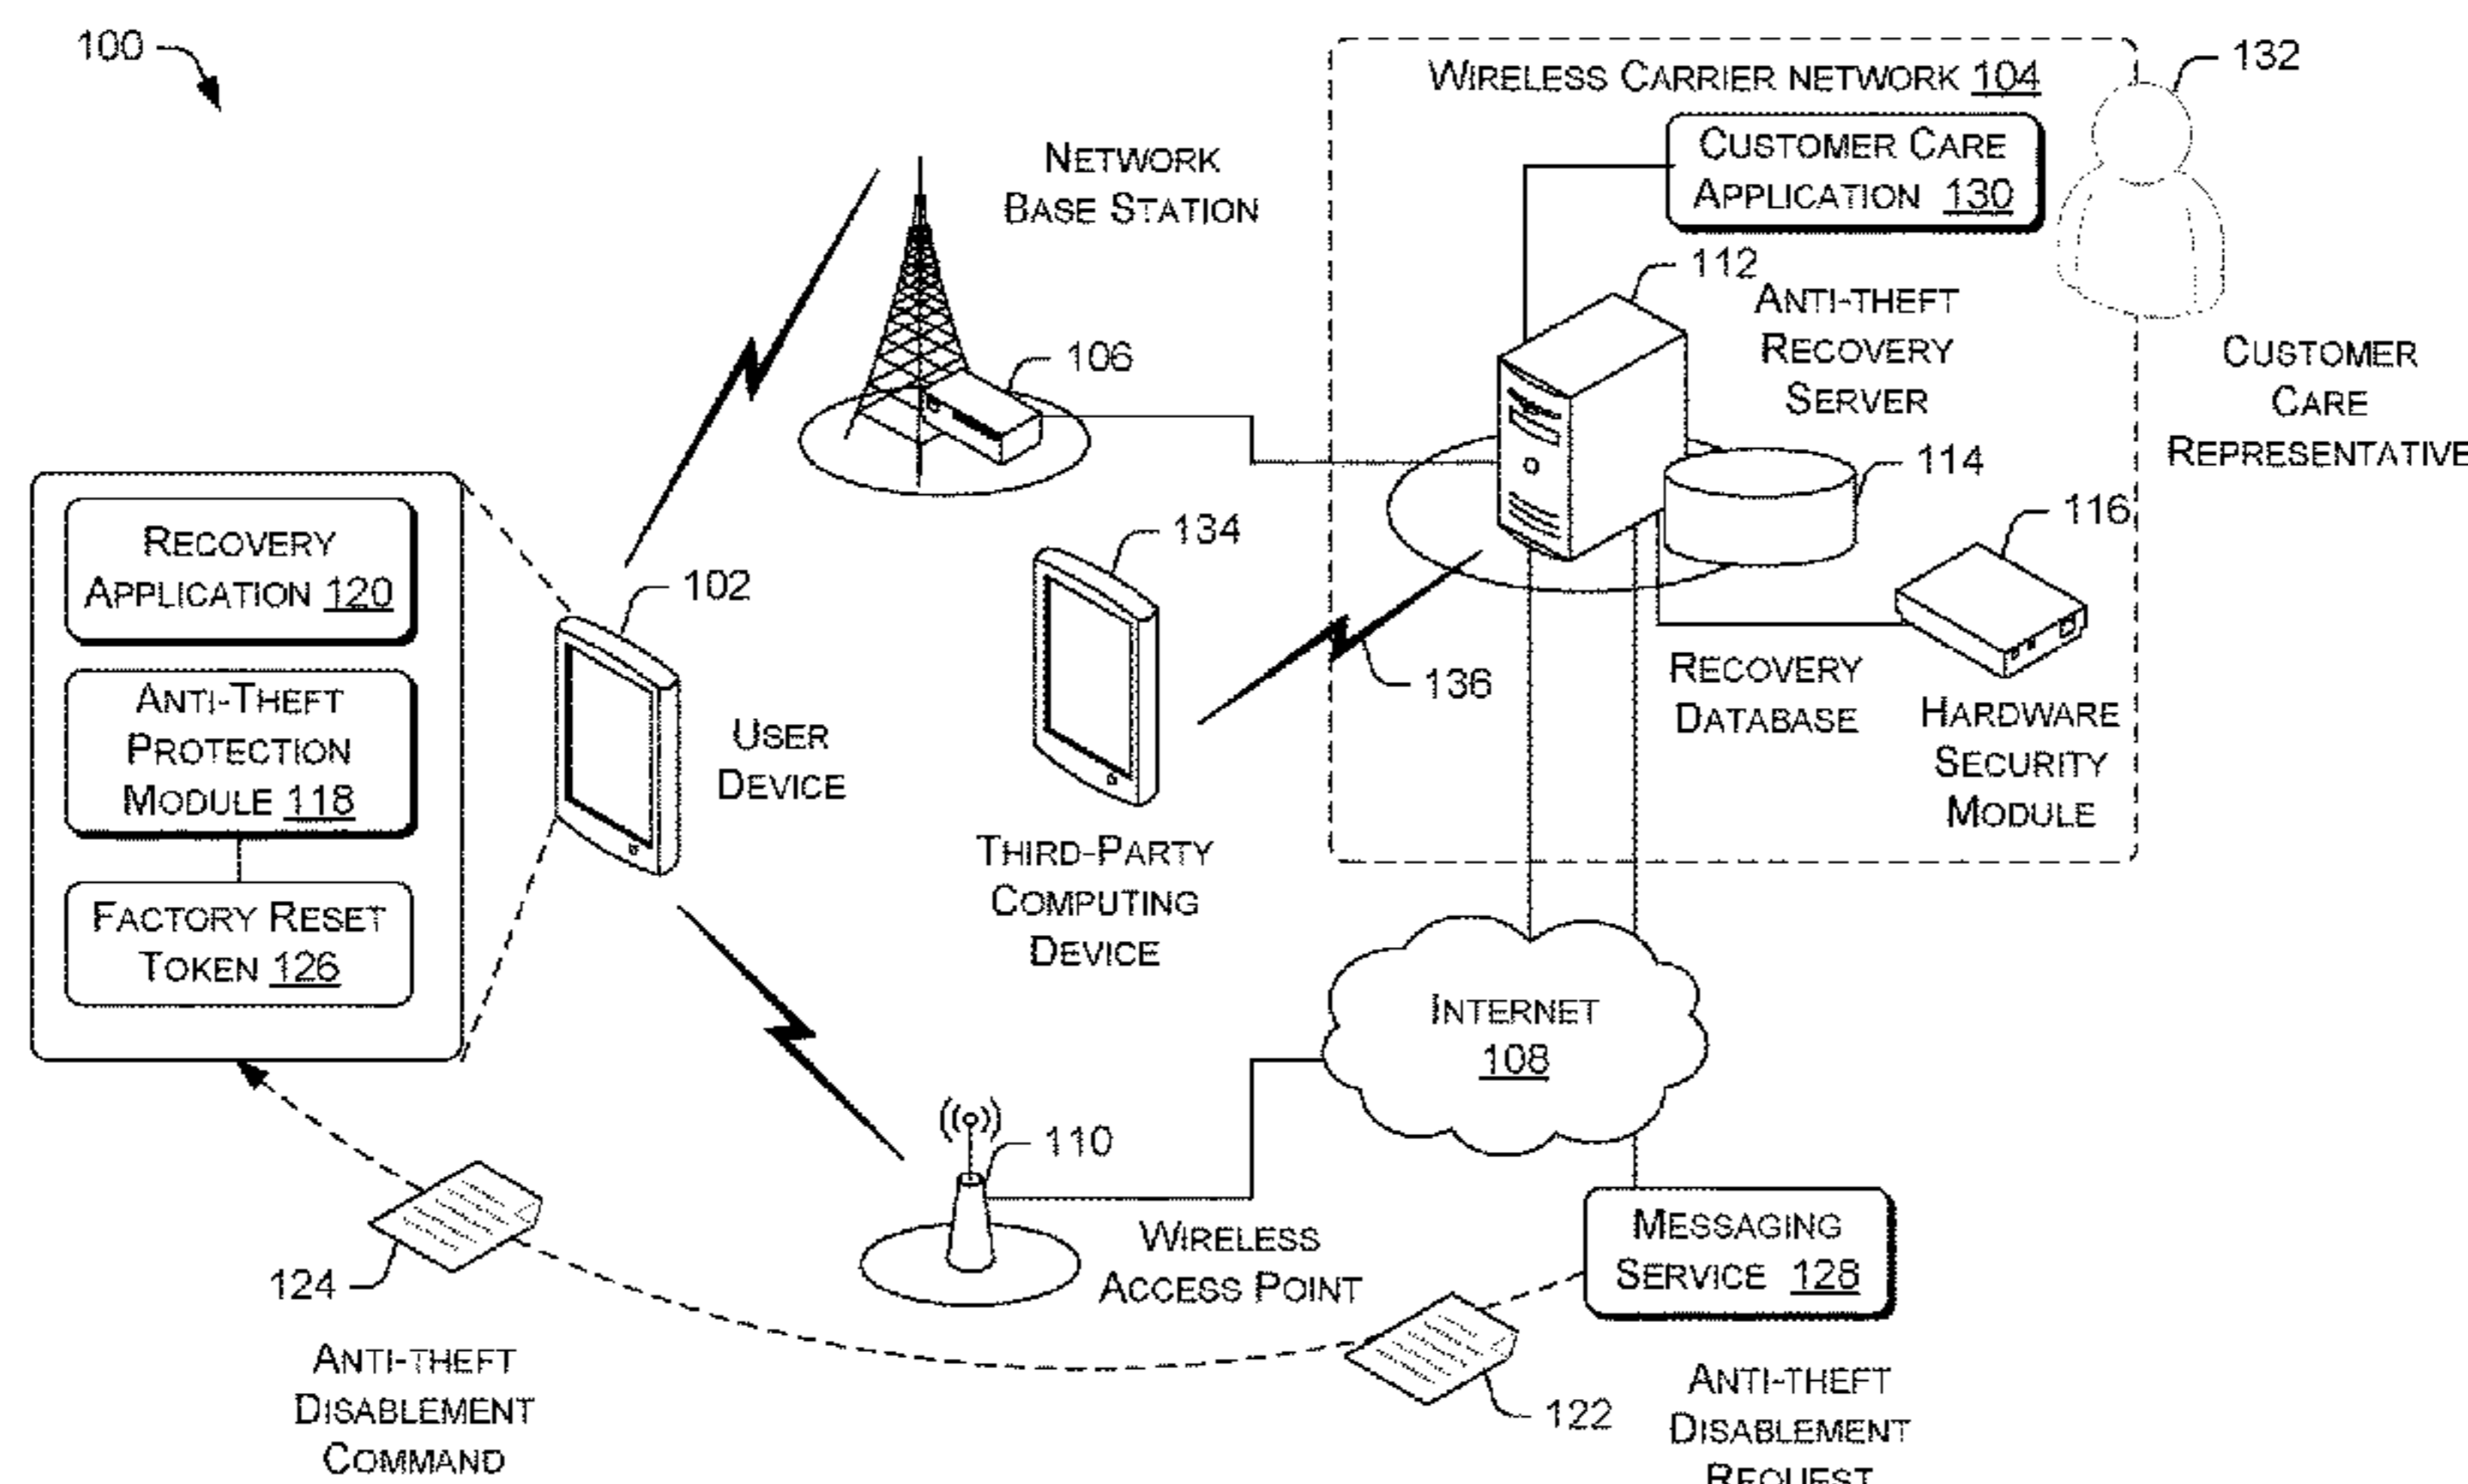 100
WIRELESS CARRIER NETWORK 104
132
CUSTOMER CARE
APPLICATION 130
NETWORK
BASE STATION
112
ANTI-THEFT
RECOVERY
SERVER
CUSTOMER
CARE
REPRESENTATIVE
106
114
116
134
RECOVERY
APPLICATION 120
102
ANTI-THEFT
PROTECTION
MODULE 118
136
RECOVERY
DATABASE
HARDWARE
SECURITY
MODULE
USER
DEVICE
THIRD-PARTY
COMPUTING
DEVICE
FACTORY RESET
TOKEN 126
INTERNET
108
110
WIRELESS
ACCESS POINT
MESSAGING
SERVICE 128
124
ANTI-THEFT
DISABLEMENT
COMMAND
122
ANTI-THEFT
DISABLEMENT
REQUEST